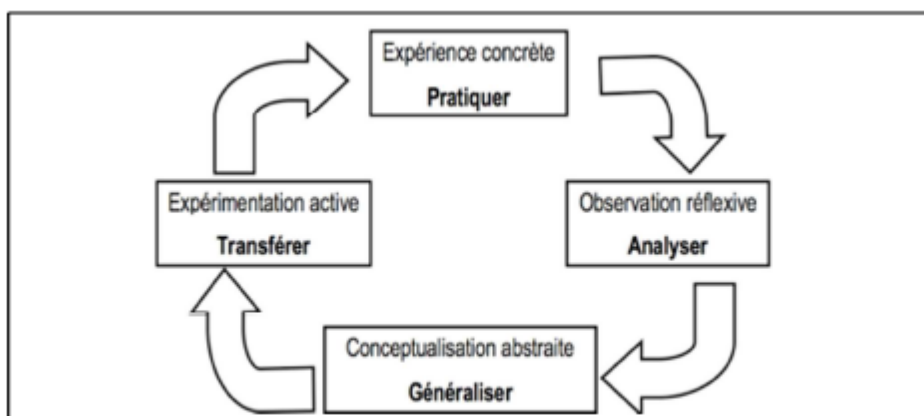 Expérience concrète
Pratiquer
Expérimentation active
Transférer
Observation réflexive
Analyser
Conceptualisation abstraite
Généraliser